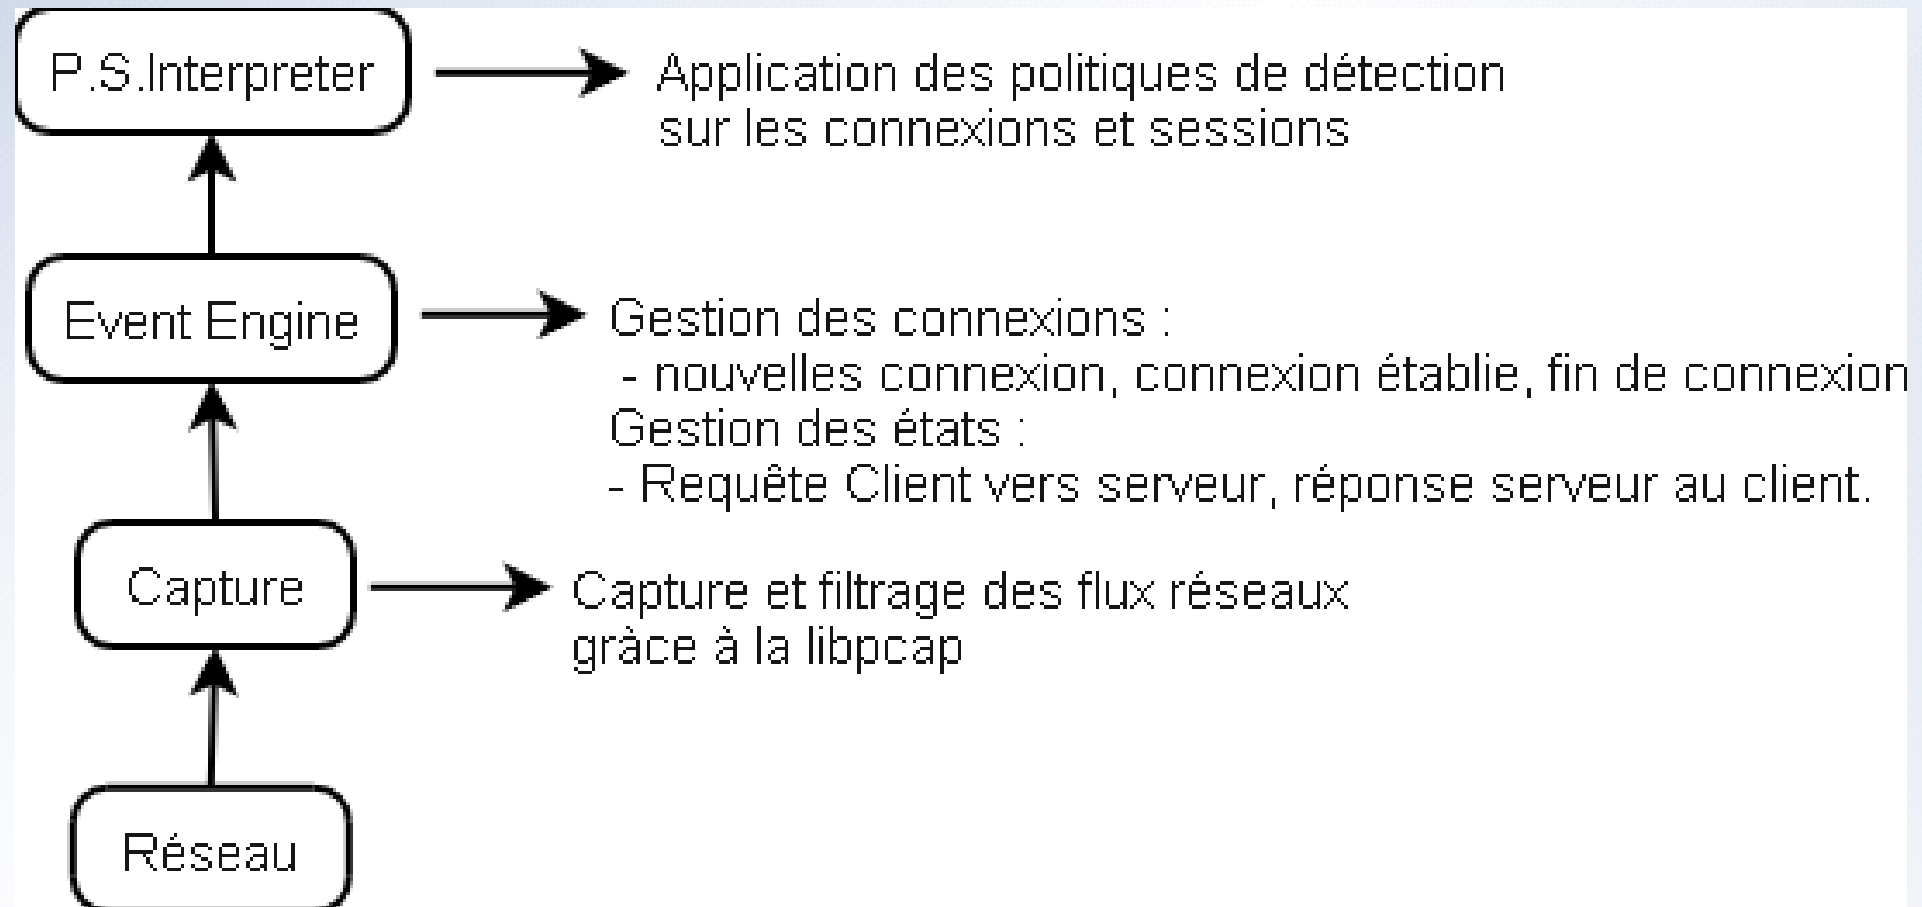 P.S.Interpreter
Application des politiques de détection
sur les connexions et sessions
Event Engine
Gestion des connexions :
- nouvelles connexion, connexion établie, fin de connexion
Gestion des états :
- Requête Client vers serveur, réponse serveur au client.
Capture
Capture et filtrage des flux réseaux
grâce à la libpcap
Réseau